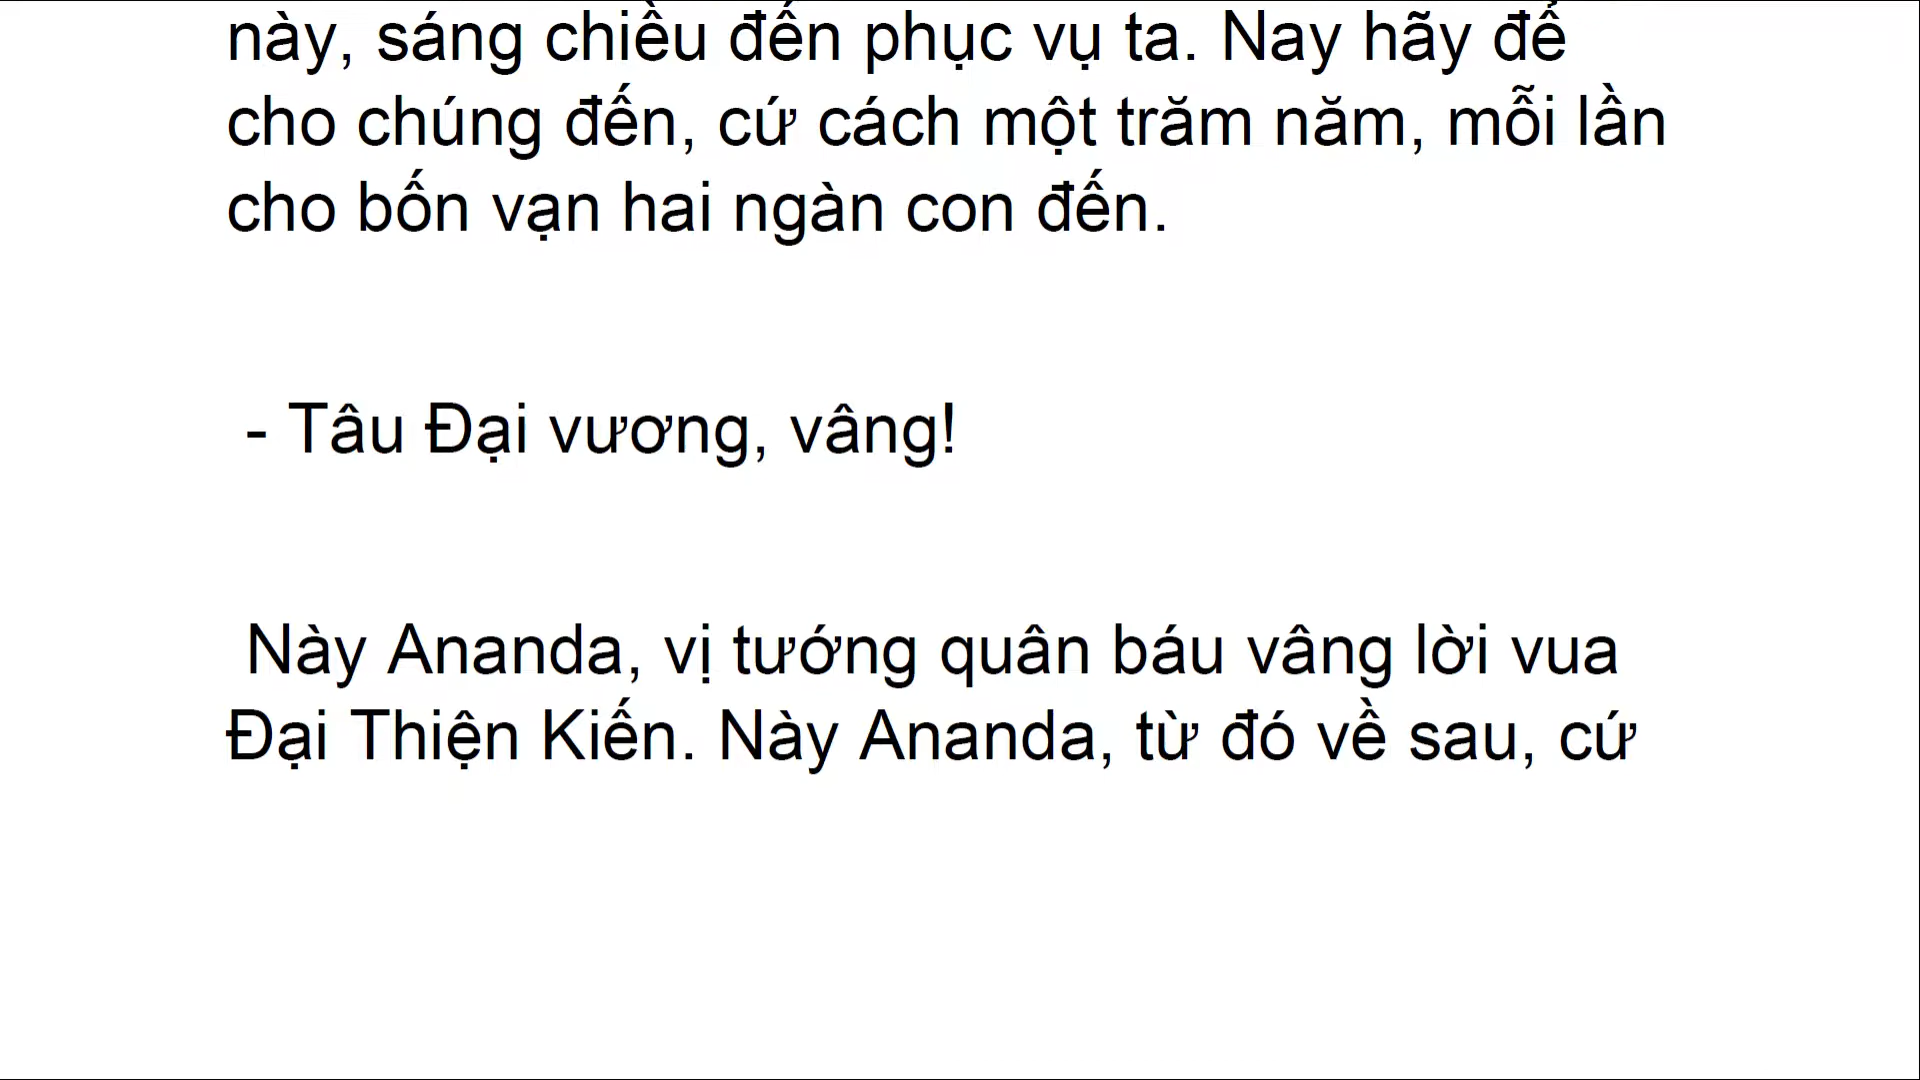 này, sáng chiều đến phục vụ ta. Nay hãy để
cho chúng đến, cứ cách một trăm năm, mỗi lần
cho bốn vạn hai ngàn con đến.
- Tâu Đại vương, vâng!
Này Ananda, vị tướng quân báu vâng lời vua
Đại Thiện Kiến. Này Ananda, từ đó về sau, cứ